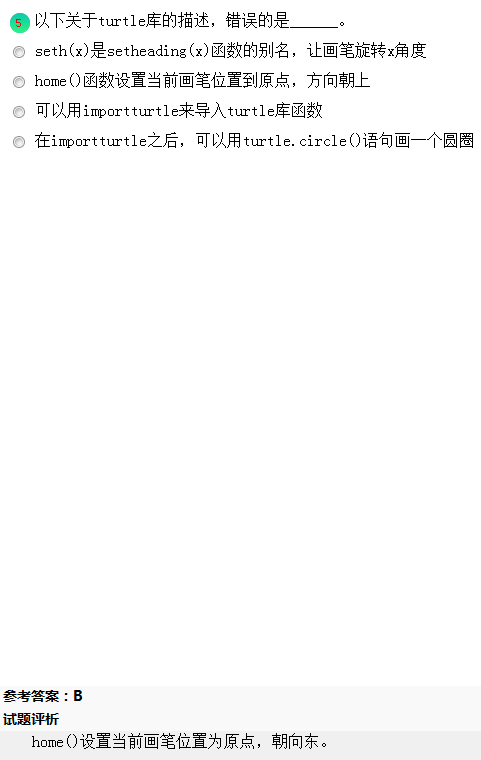 5 以下关于turtle库的描述，错误的是______。
seth(x)是setheading(x)函数的别名，让画笔旋转x角度
home()函数设置当前画笔位置到原点，方向朝上
可以用importturtle来导入turtle库函数
在importturtle之后，可以用turtle.circle()语句画一个圆圈
参考答案：B
试题评析
home()设置当前画笔位置为原点，朝向东。